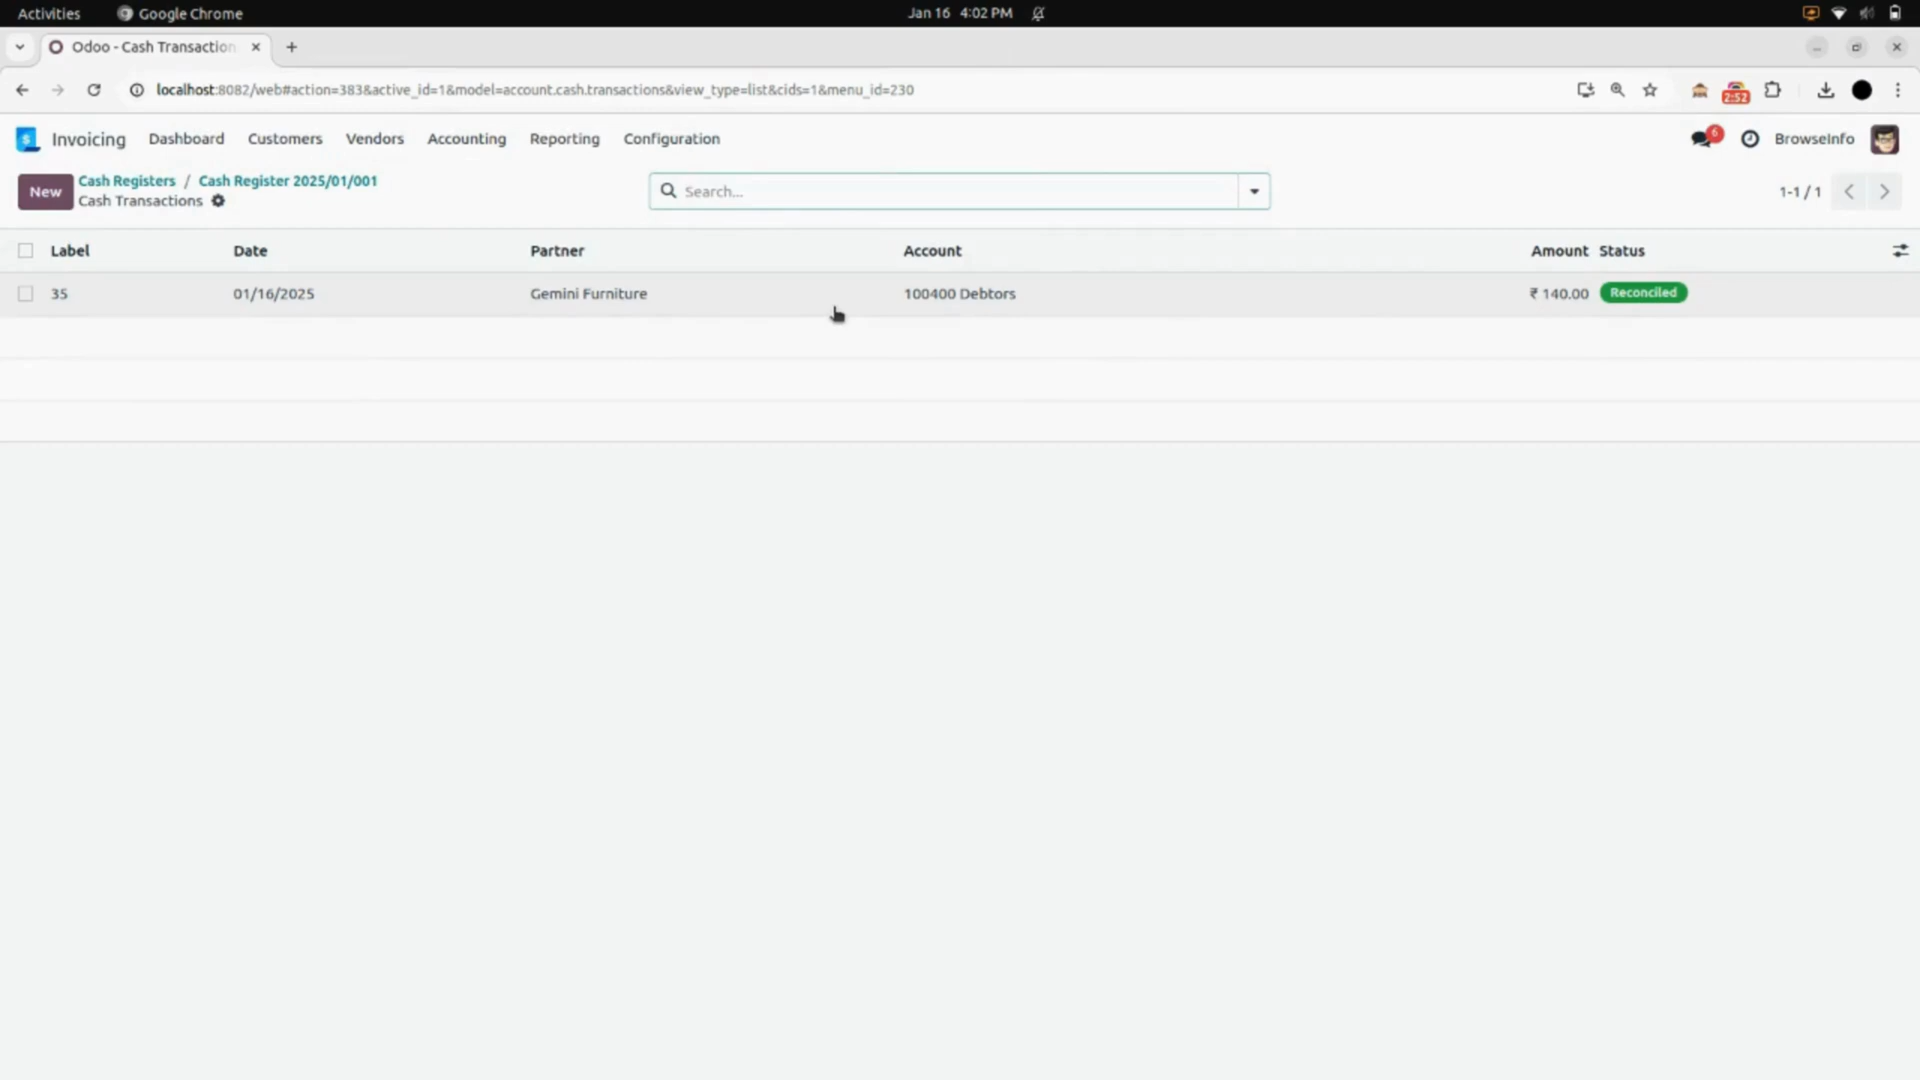 Activities Google Chrome Jan 16 4:02 PM
Odoo - Cash Transaction
localhost:8082/web#action=383&active_id=1&model=account.cash.transactions&view_type=list&cids=1&menu_id=230 2:52
Invoicing Dashboard Customers Vendors Accounting Reporting Configuration 6 BrowseInfo
New Cash Registers / Cash Register 2025/01/001
Cash Transactions Search... 1-1 / 1
Label Date Partner Account Amount Status
35 01/16/2025 Gemini Furniture 100400 Debtors ₹ 140.00 Reconciled